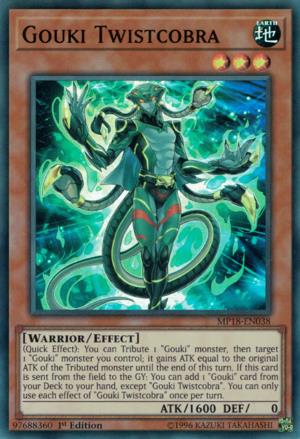 GOUKI TWISTCOBRA
EARTH
地
MP18-EN038
[WARRIOR/EFFECT]
(Quick Effect): You can Tribute 1 "Gouki" monster, then target
1 "Gouki" monster you control; it gains ATK equal to the original
ATK of the Tributed monster until the end of this turn. If this card
is sent from the field to the GY: You can add 1 "Gouki" card from
your Deck to your hand, except "Gouki Twistcobra". You can only
use each effect of "Gouki Twistcobra" once per turn.
ATK/1600 DEF/ 0
97688360 1st Edition ©1996 KAZUKI TAKAHASHI